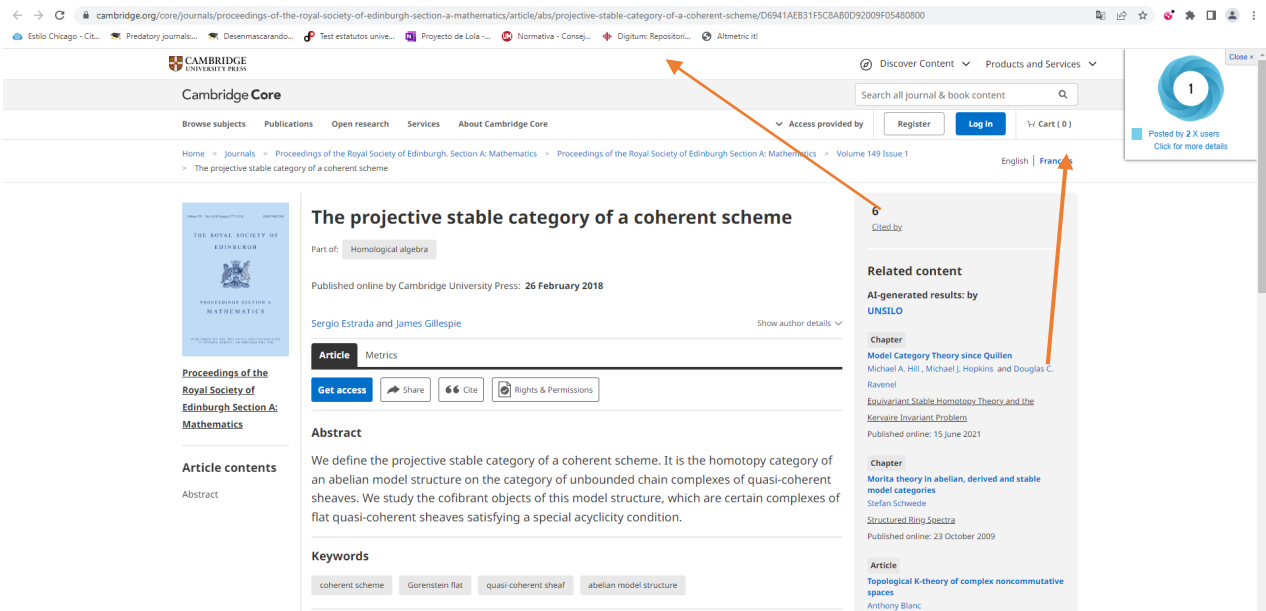 cambridge.org/core/journals/proceedings-of-the-royal-society-of-edinburgh-section-a-mathematics/article/abs/projective-stable-category-of-a-coherent-scheme/D6941AEB31F5C8AB0D92009F05480800
Estilo Chicago - Cit... Predatory journals:... Desenmascarando... Test estatutos unive... Proyecto de Lola -... Normativa - Consej... Digitum: Repositori... Altmetric it!
CAMBRIDGE
UNIVERSITY PRESS
Discover Content Products and Services
Close ×
1
Posted by 2 X users
Click for more details
Cambridge Core
Search all journal & book content
Browse subjects Publications Open research Services About Cambridge Core Access provided by Register Log in Cart ( 0 )
Home > Journals > Proceedings of the Royal Society of Edinburgh. Section A: Mathematics > Proceedings of the Royal Society of Edinburgh Section A: Mathematics > Volume 149 Issue 1
> The projective stable category of a coherent scheme
English | Français
THE ROYAL SOCIETY OF
EDINBURGH
PROCEEDINGS SECTION A
MATHEMATICS
Proceedings of the
Royal Society of
Edinburgh Section A:
Mathematics
Article contents
Abstract
The projective stable category of a coherent scheme
Part of: Homological algebra
Published online by Cambridge University Press: 26 February 2018
Sergio Estrada and James Gillespie
Show author details
Article Metrics
Get access Share Cite Rights & Permissions
Abstract
We define the projective stable category of a coherent scheme. It is the homotopy category of
an abelian model structure on the category of unbounded chain complexes of quasi-coherent
sheaves. We study the cofibrant objects of this model structure, which are certain complexes of
flat quasi-coherent sheaves satisfying a special acyclicity condition.
Keywords
coherent scheme Gorenstein flat quasi-coherent sheaf abelian model structure
6
Cited by
Related content
AI-generated results: by
UNSILO
Chapter
Model Category Theory since Quillen
Michael A. Hill , Michael J. Hopkins and Douglas C.
Ravenel
Equivariant Stable Homotopy Theory and the
Kervaire Invariant Problem
Published online: 15 June 2021
Chapter
Morita theory in abelian, derived and stable
model categories
Stefan Schwede
Structured Ring Spectra
Published online: 23 October 2009
Article
Topological K-theory of complex noncommutative
spaces
Anthony Blanc